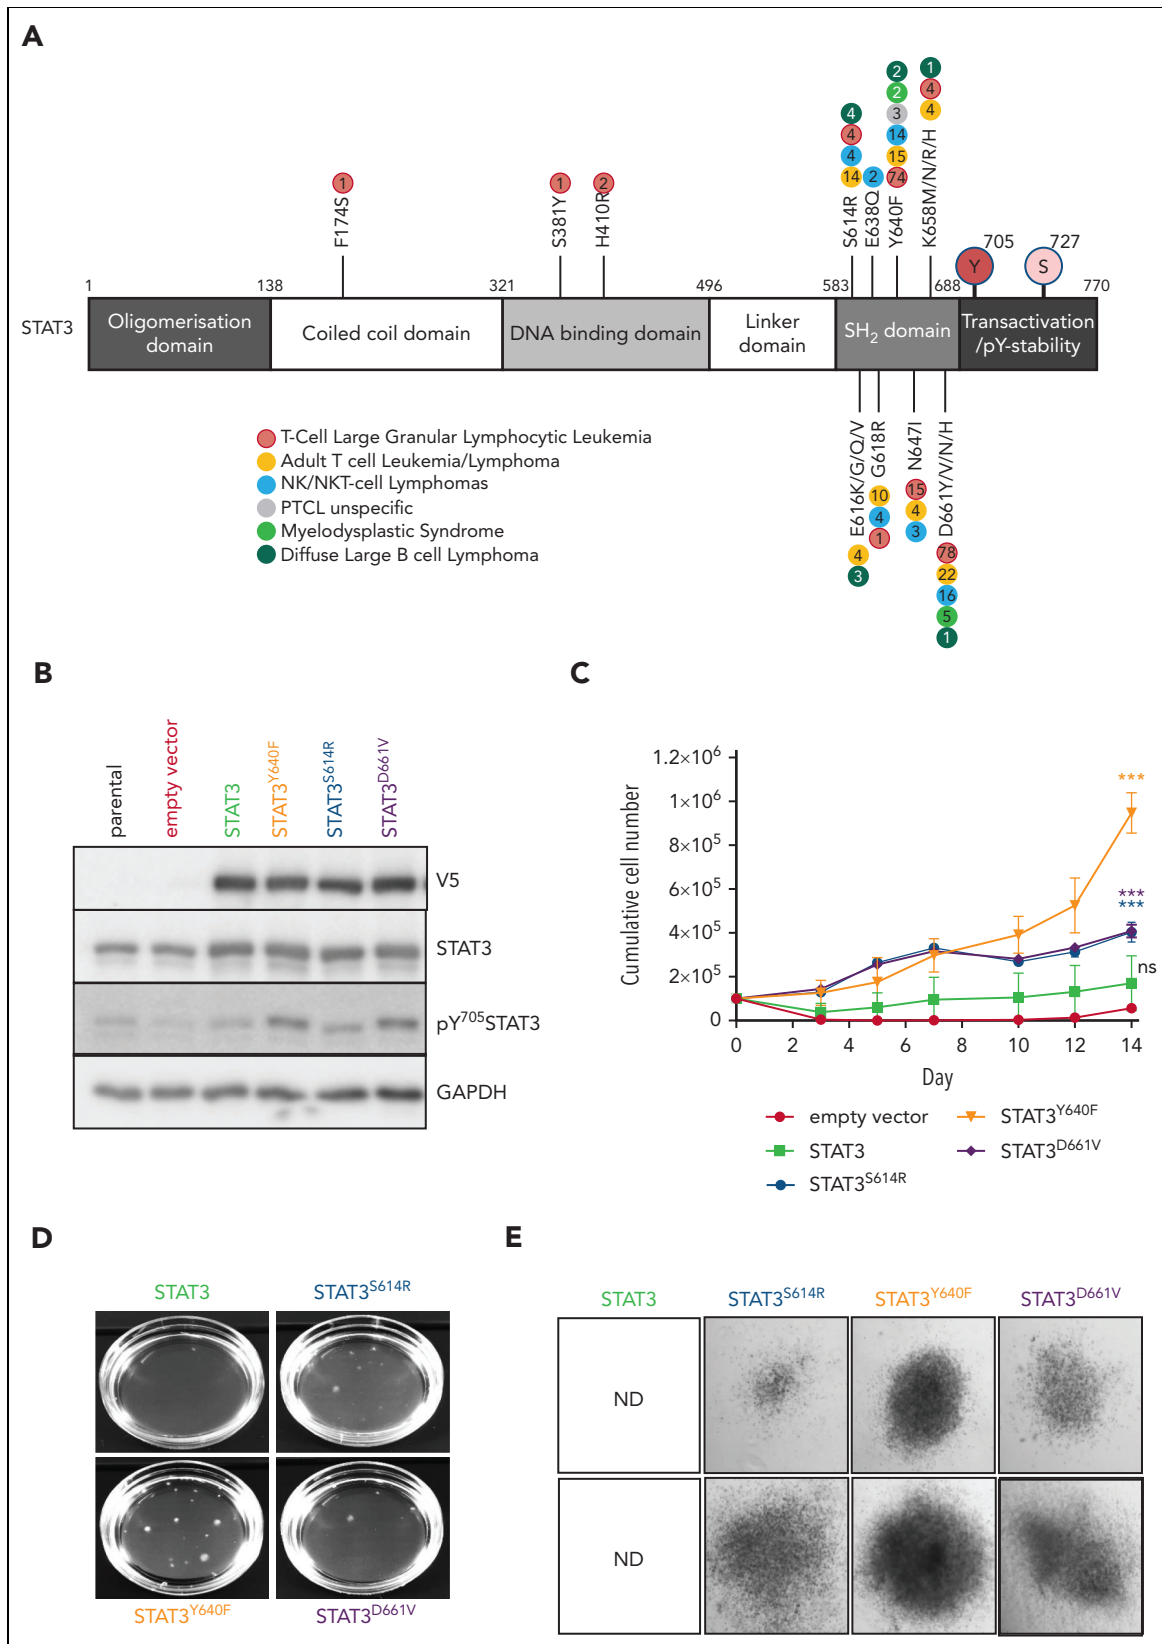 A
2
2
3
14
15
74
1
4
4
4
4
4
14
2
1
1
2
F174S
S381Y
H410R
S614R
E638Q
Y640F
K658M/N/R/H
705
727
Y
S
1
138
321
496
583
688
770
STAT3
Oligomerisation
domain
Coiled coil domain
DNA binding domain
Linker
domain
SH2 domain
Transactivation
/pY-stability
T-Cell Large Granular Lymphocytic Leukemia
Adult T cell Leukemia/Lymphoma
NK/NKT-cell Lymphomas
PTCL unspecific
Myelodysplastic Syndrome
Diffuse Large B cell Lymphoma
E616K/G/Q/V
G618R
N647I
D661Y/V/N/H
4
3
10
4
1
15
4
3
78
22
16
5
1
B
parental
empty vector
STAT3
STAT3Y640F
STAT3S614R
STAT3D661V
V5
STAT3
pY705STAT3
GAPDH
C
Cumulative cell number
1.2×10⁶
1×10⁶
8×10⁵
6×10⁵
4×10⁵
2×10⁵
0
0 2 4 6 8 10 12 14
Day
***
***
***
ns
empty vector
STAT3
STAT3S614R
STAT3Y640F
STAT3D661V
D
STAT3
STAT3S614R
STAT3Y640F
STAT3D661V
E
STAT3
STAT3S614R
STAT3Y640F
STAT3D661V
ND
ND